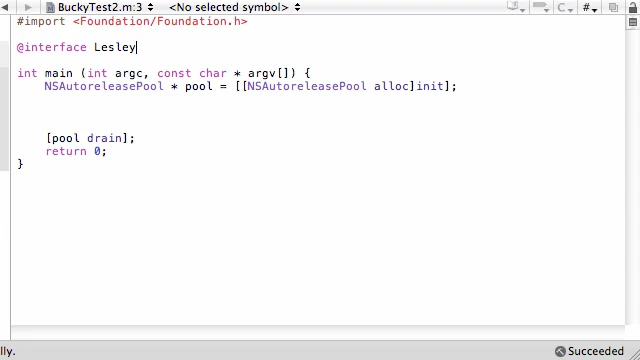 BuckyTest2.m:3 <No selected symbol> C #
#import <Foundation/Foundation.h>
@interface Lesley
int main (int argc, const char * argv[]) {
NSAutoreleasePool * pool = [[NSAutoreleasePool alloc]init];
[pool drain];
return 0;
}
lly. Succeeded